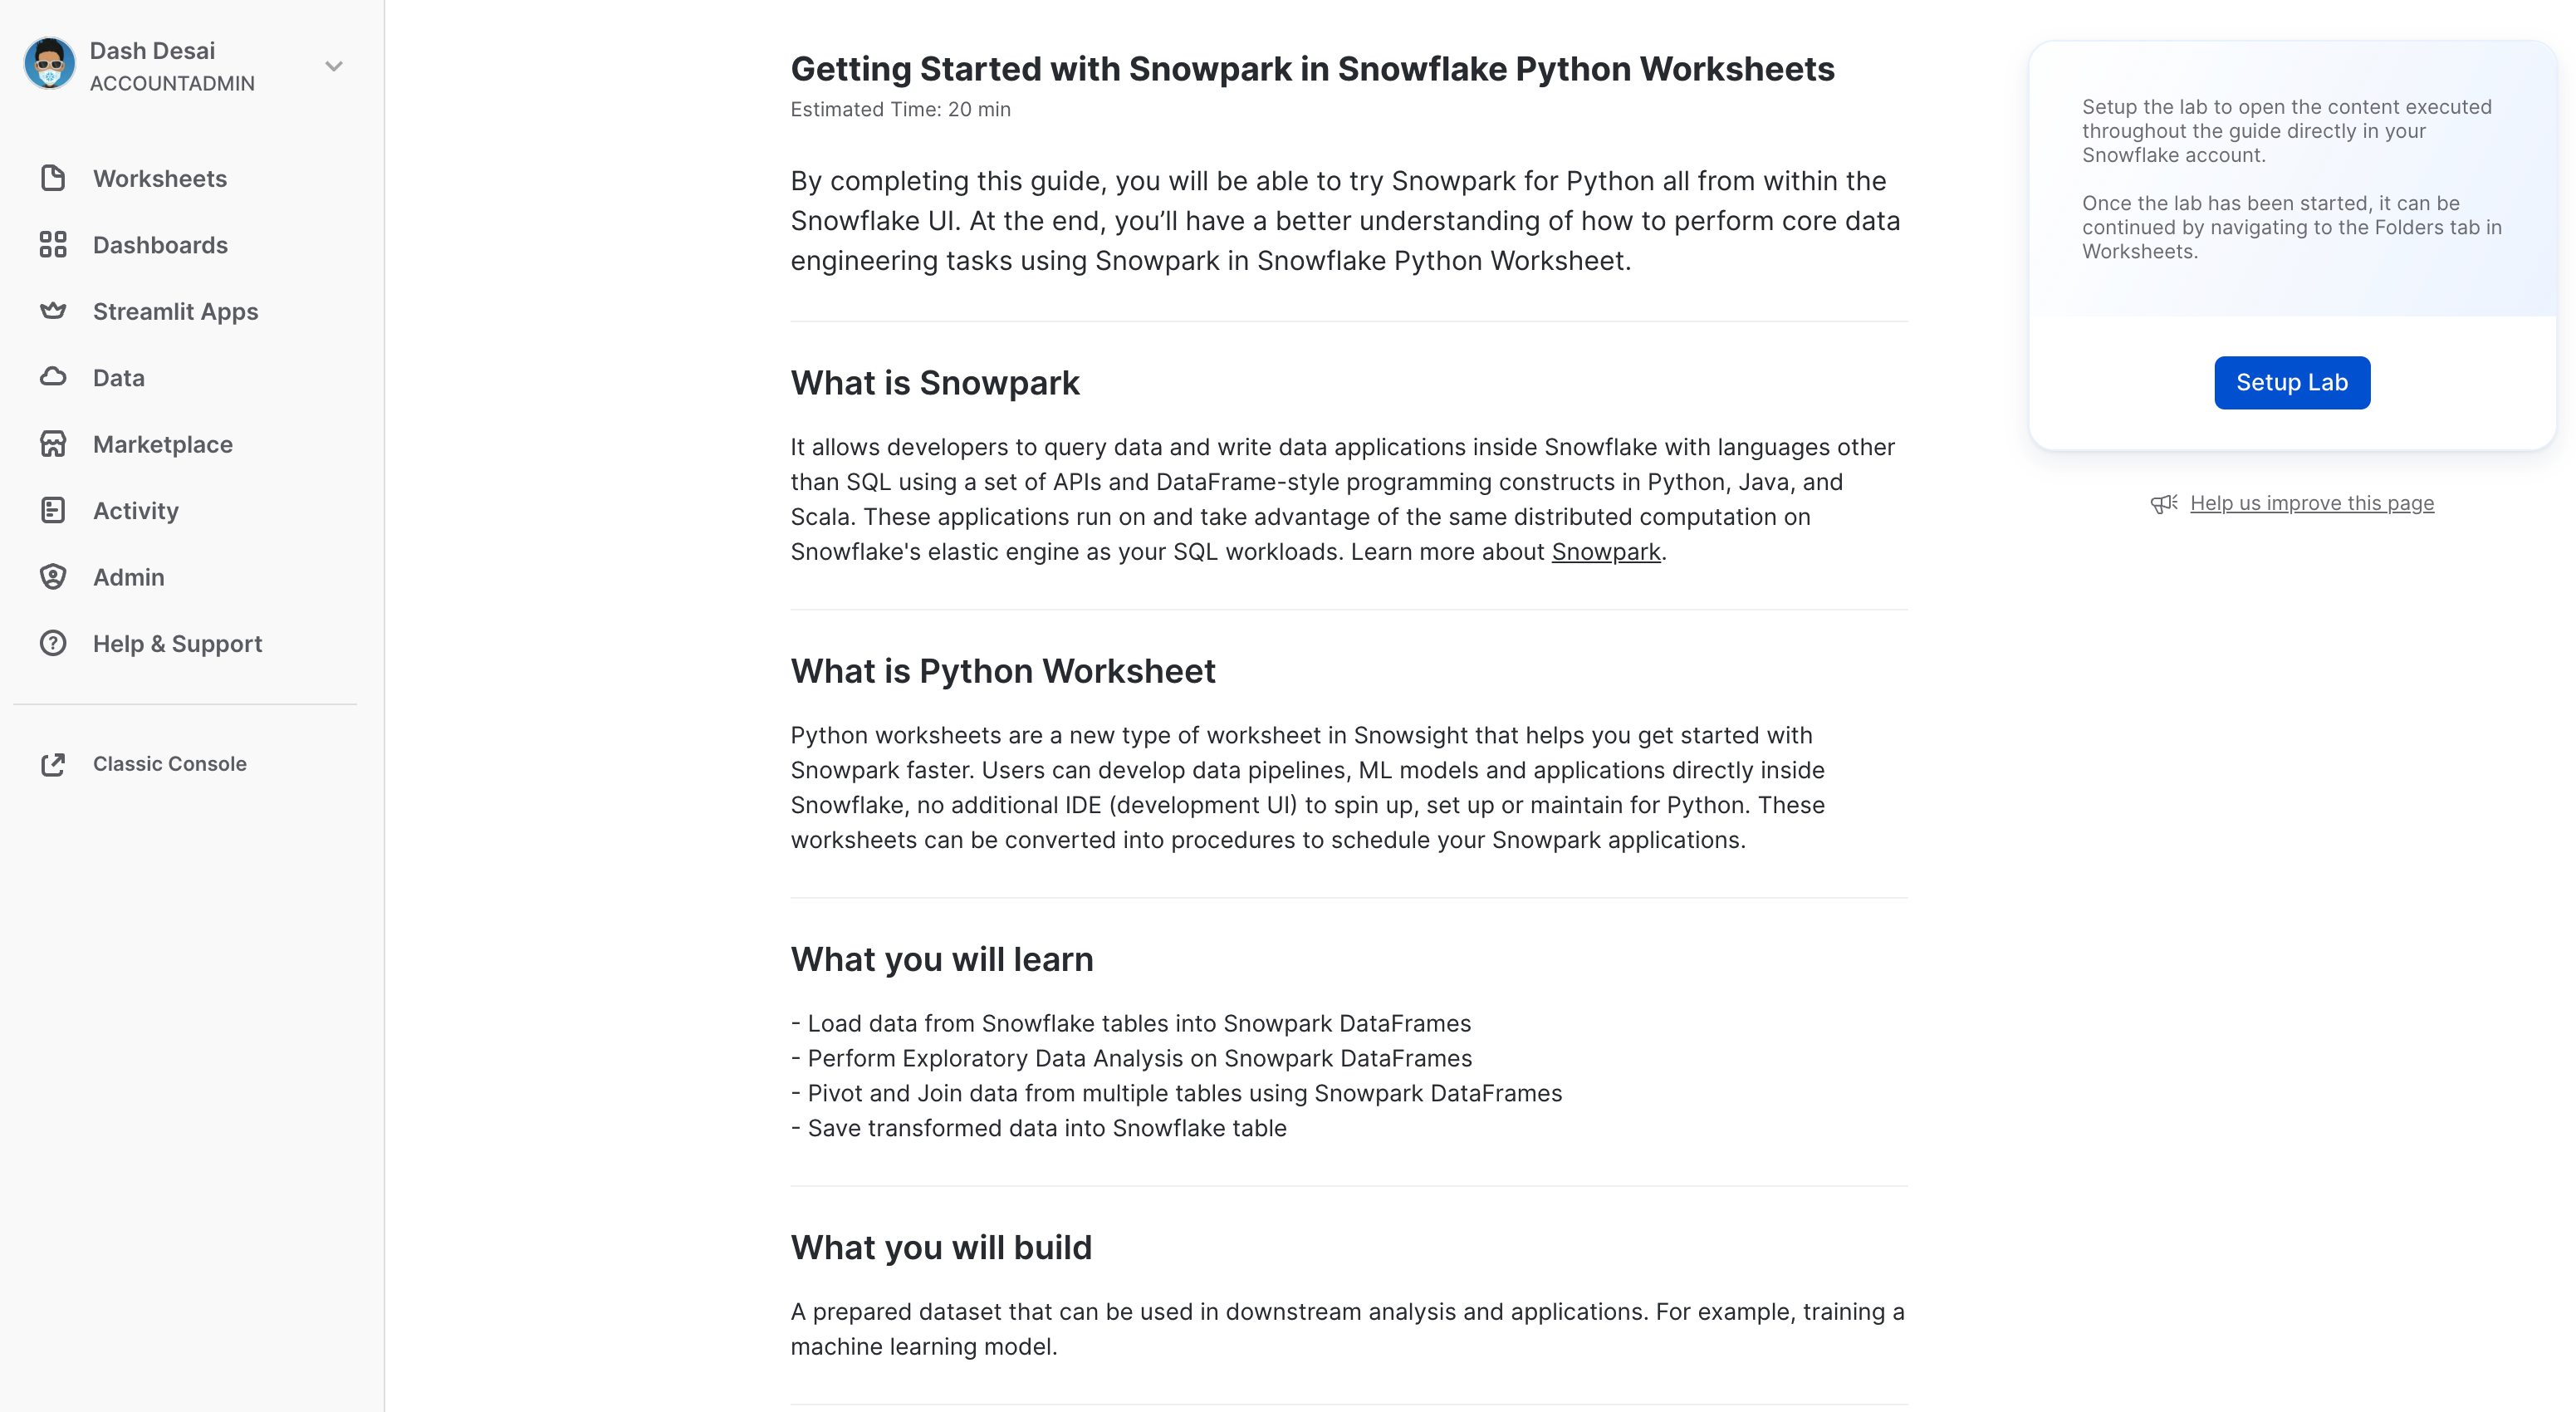 Dash Desai
ACCOUNTADMIN
Worksheets
Dashboards
Streamlit Apps
Data
Marketplace
Activity
Admin
Help & Support
Classic Console
Getting Started with Snowpark in Snowflake Python Worksheets
Estimated Time: 20 min
By completing this guide, you will be able to try Snowpark for Python all from within the
Snowflake UI. At the end, you’ll have a better understanding of how to perform core data
engineering tasks using Snowpark in Snowflake Python Worksheet.
What is Snowpark
It allows developers to query data and write data applications inside Snowflake with languages other
than SQL using a set of APIs and DataFrame-style programming constructs in Python, Java, and
Scala. These applications run on and take advantage of the same distributed computation on
Snowflake's elastic engine as your SQL workloads. Learn more about Snowpark.
What is Python Worksheet
Python worksheets are a new type of worksheet in Snowsight that helps you get started with
Snowpark faster. Users can develop data pipelines, ML models and applications directly inside
Snowflake, no additional IDE (development UI) to spin up, set up or maintain for Python. These
worksheets can be converted into procedures to schedule your Snowpark applications.
What you will learn
- Load data from Snowflake tables into Snowpark DataFrames
- Perform Exploratory Data Analysis on Snowpark DataFrames
- Pivot and Join data from multiple tables using Snowpark DataFrames
- Save transformed data into Snowflake table
What you will build
A prepared dataset that can be used in downstream analysis and applications. For example, training a
machine learning model.
Setup the lab to open the content executed
throughout the guide directly in your
Snowflake account.
Once the lab has been started, it can be
continued by navigating to the Folders tab in
Worksheets.
Setup Lab
Help us improve this page